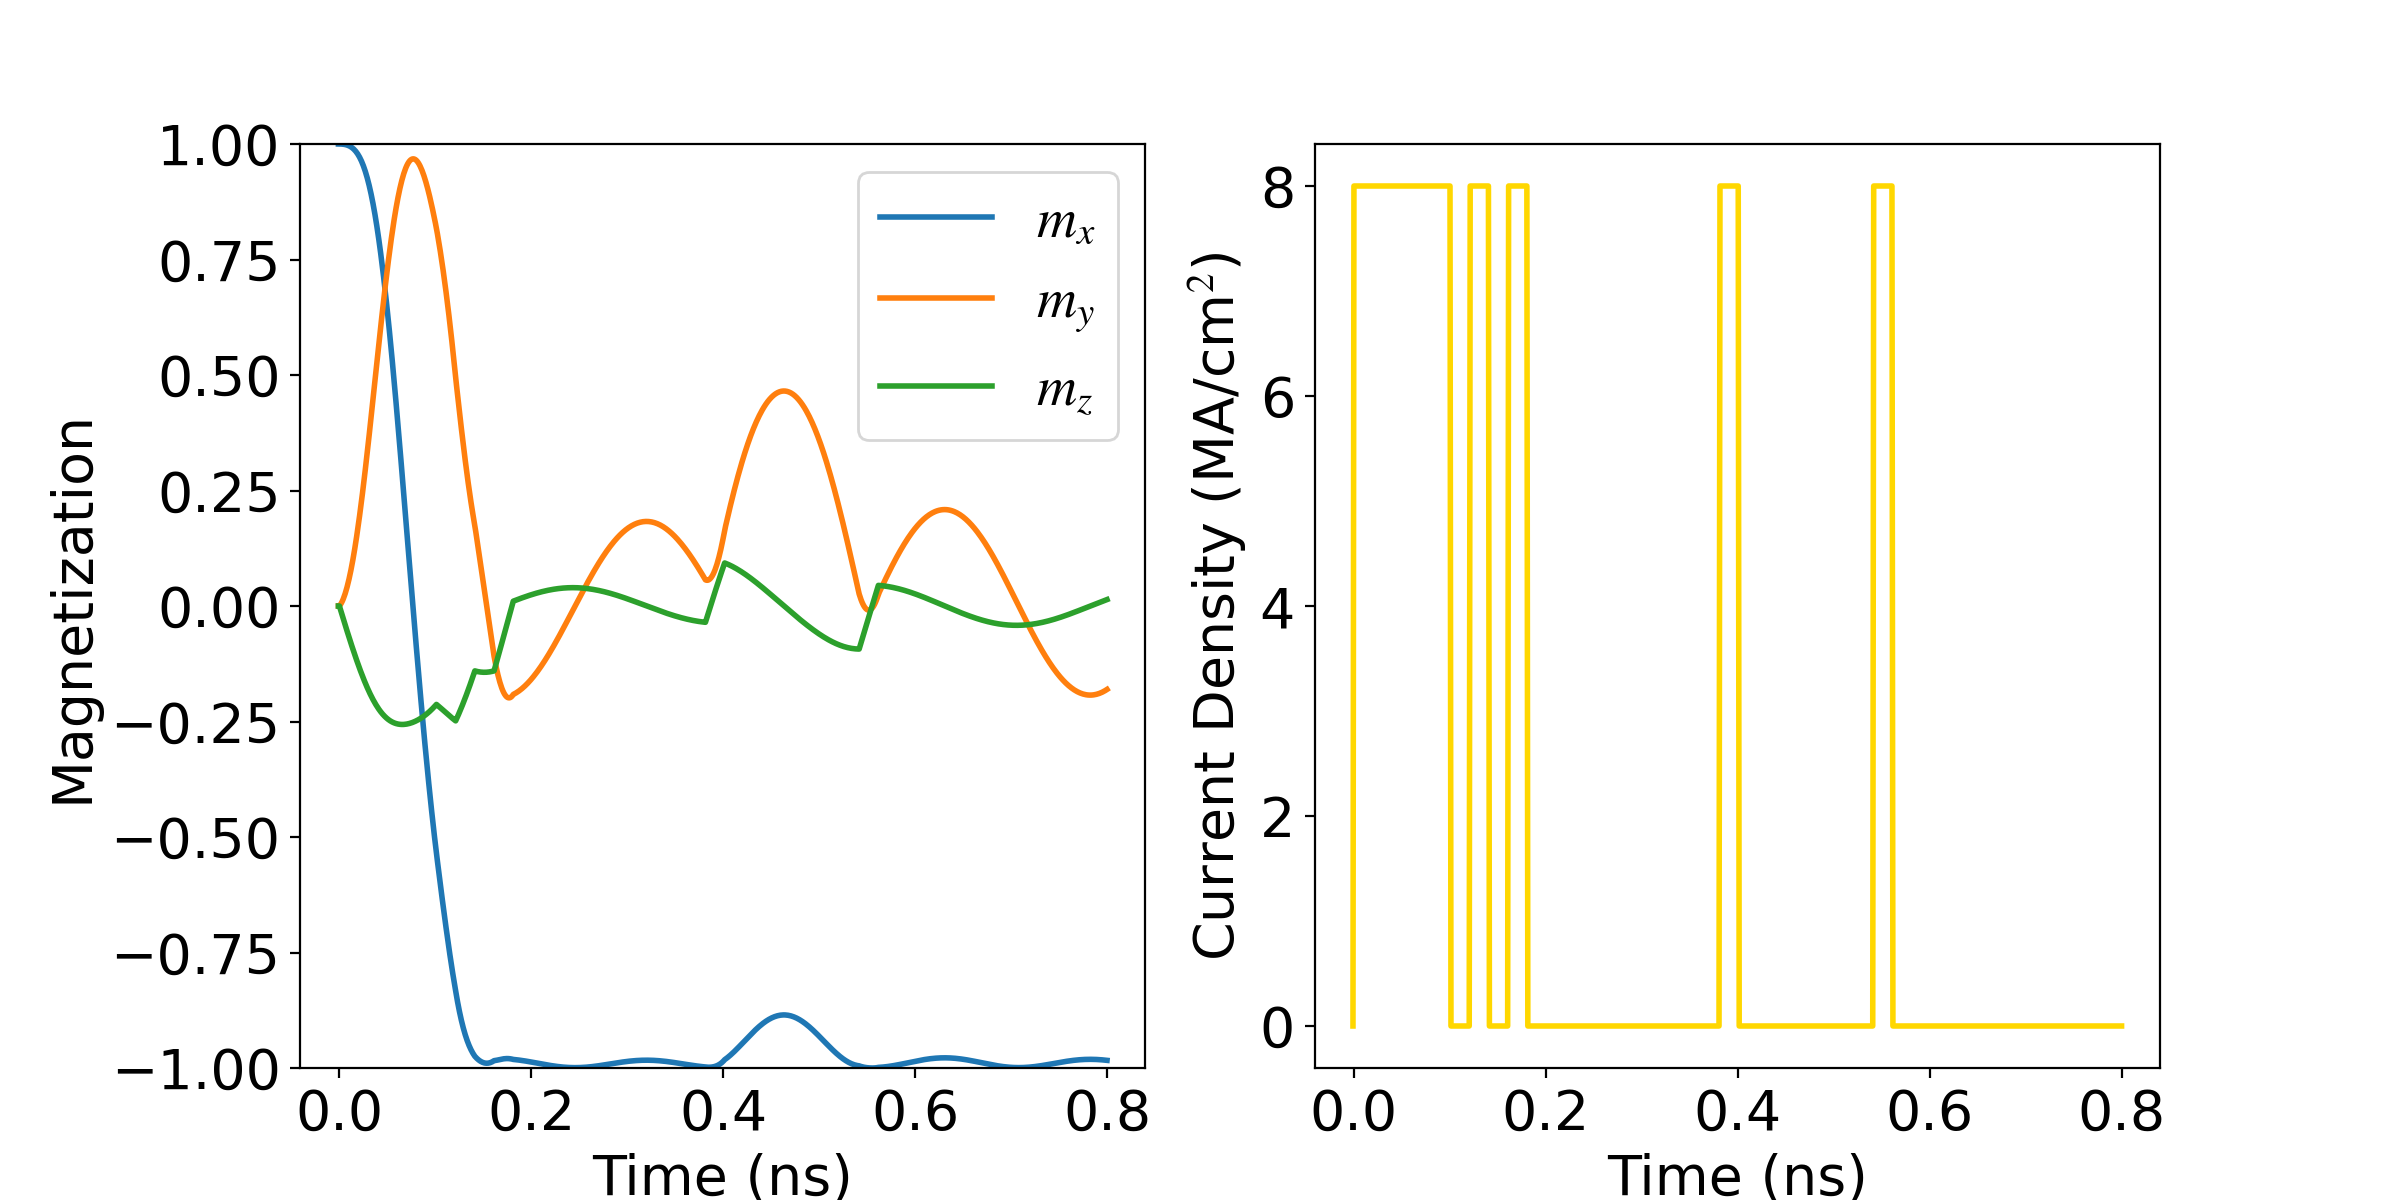 1.00
0.75
0.50
0.25
0.00
−0.25
−0.50
−0.75
−1.00
Magnetization
0.0 0.2 0.4 0.6 0.8
Time (ns)
m_x
m_y
m_z
8
6
4
2
0
Current Density (MA/cm²)
0.0 0.2 0.4 0.6 0.8
Time (ns)